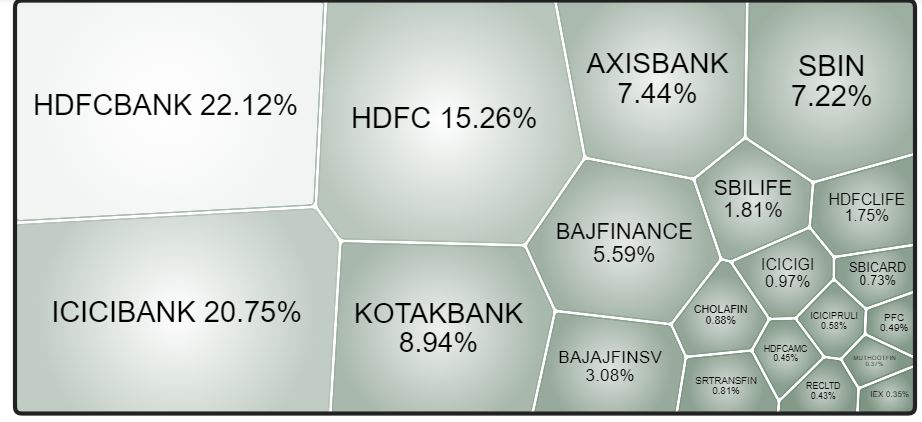 HDFCBANK 22.12%
HDFC 15.26%
AXISBANK
7.44%
SBIN
7.22%
SBILIFE
1.81%
HDFCLIFE
1.75%
BAJFINANCE
5.59%
ICICIGI
0.97%
SBICARD
0.73%
ICICIBANK 20.75%
KOTAKBANK
8.94%
CHOLAFIN
0.88%
ICICIPRULI
0.58%
PFC
0.49%
BAJAJFINSV
3.08%
HDFCAMC
0.45%
MUTHOOTFIN
0.37%
SRTRANSFIN
0.81%
RECLTD
0.43%
IEX 0.35%